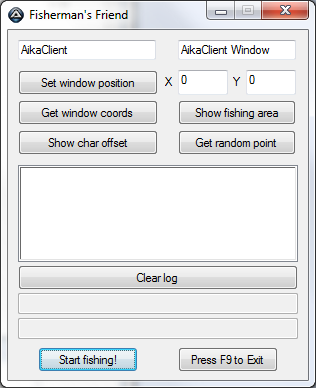 Fisherman's Friend
AikaClient AikaClient Window
Set window position X 0 Y 0
Get window coords Show fishing area
Show char offset Get random point
Clear log
Start fishing! Press F9 to Exit